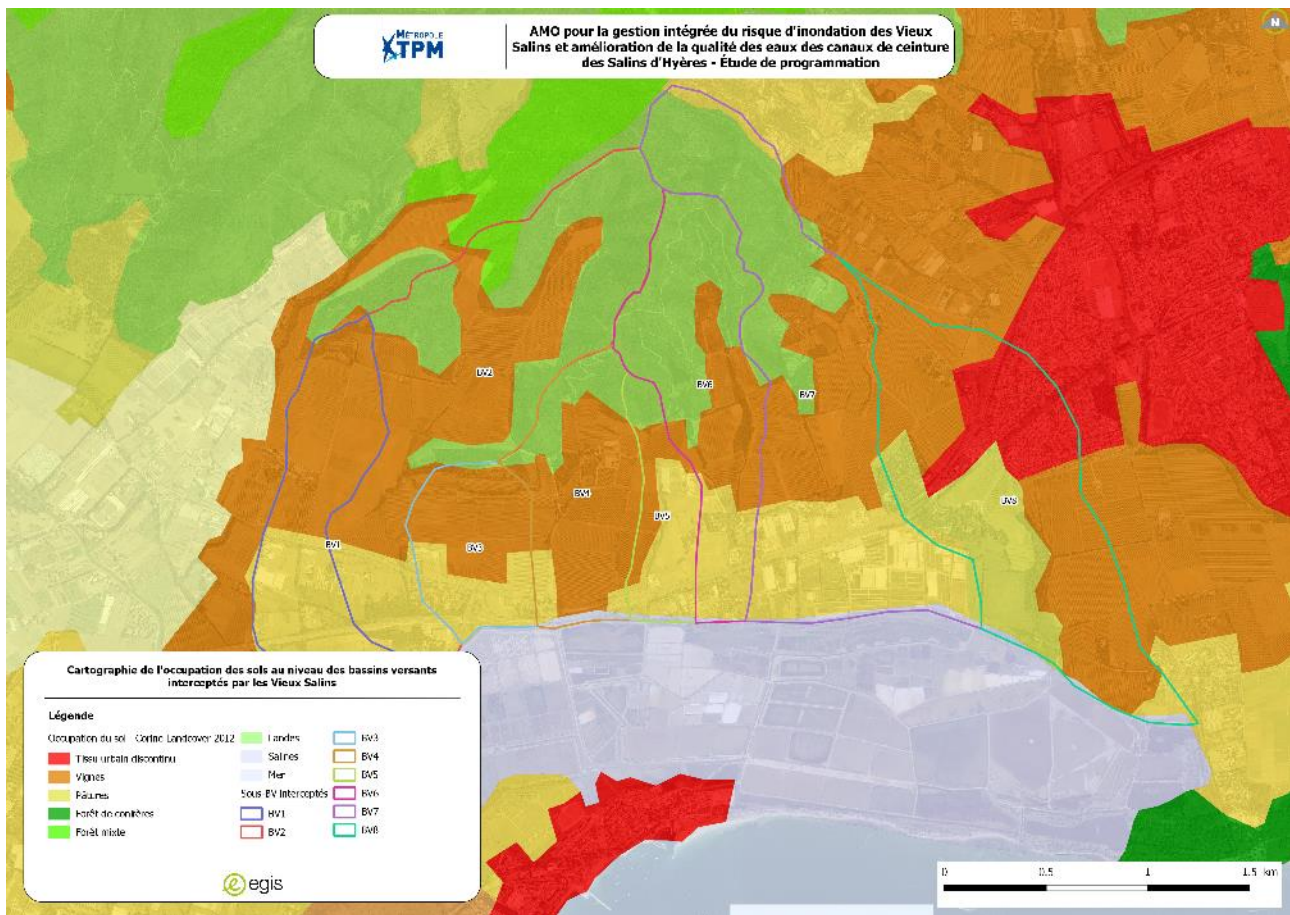 MÉTROPOLE
TPM
AMO pour la gestion intégrée du risque d'inondation des Vieux
Salins et amélioration de la qualité des eaux des canaux de ceinture
des Salins d'Hyères - Étude de programmation
N
BV2
BV6
BV7
BV4
BV5
BV8
BV1
BV3
Cartographie de l'occupation des sols au niveau des bassins versants
interceptés par les Vieux Salins
Légende
Occupation du sol Corine Landcover 2012
Tissu urbain discontinu
Vignes
Pâtures
Forêt de conifères
Forêt mixte
Landes
Salines
Mer
Sous-BV interceptés
BV1
BV2
BV3
BV4
BV5
BV6
BV7
BV8
egis
0 0.5 1 1.5 km